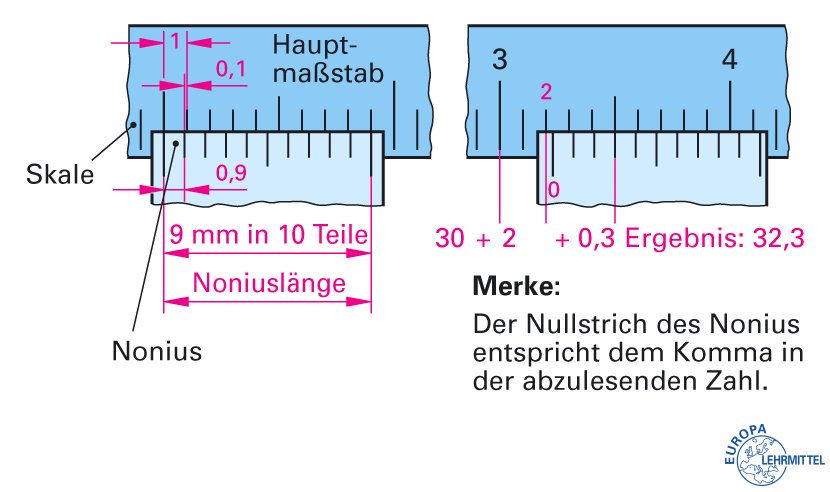 1
Haupt-
maßstab
0,1
Skale
0,9
9 mm in 10 Teile
Noniuslänge
Nonius
3
4
2
0
30 + 2 + 0,3 Ergebnis: 32,3
Merke:
Der Nullstrich des Nonius
entspricht dem Komma in
der abzulesenden Zahl.
EUROPA
LEHRMITTEL